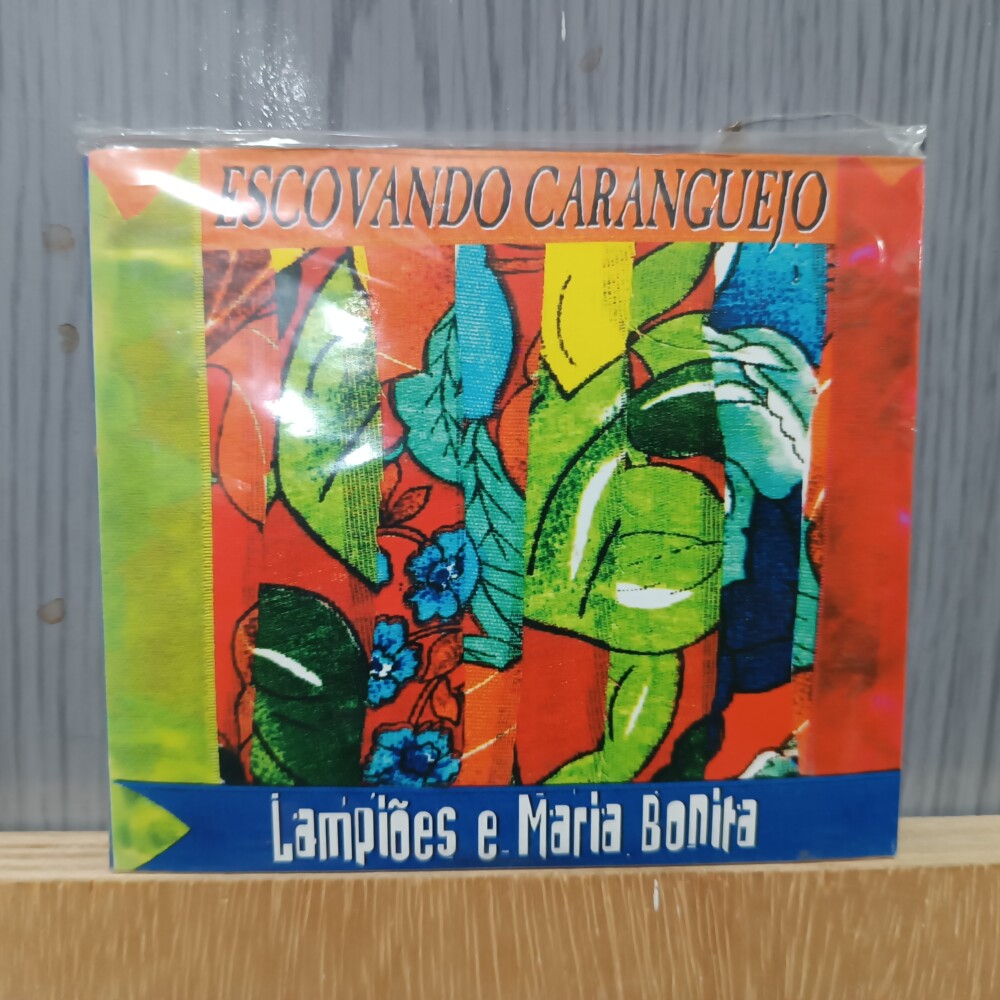 ESCOVANDO CARANGUEJO
Lampiões e Maria Bonita